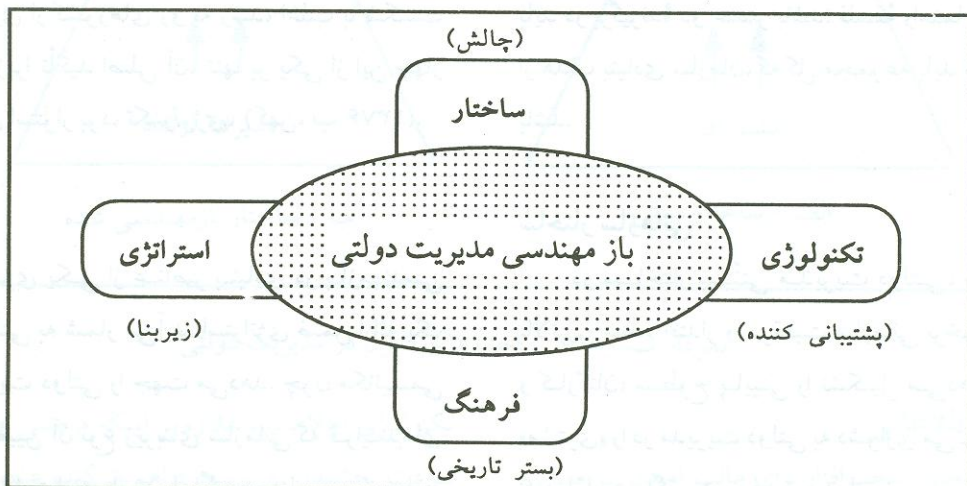 (چالش)
ساختار
تکنولوژی
(پشتیبانی کننده)
باز مهندسی مدیریت دولتی
استراتژی
(زیربنا)
فرهنگ
(بستر تاریخی)